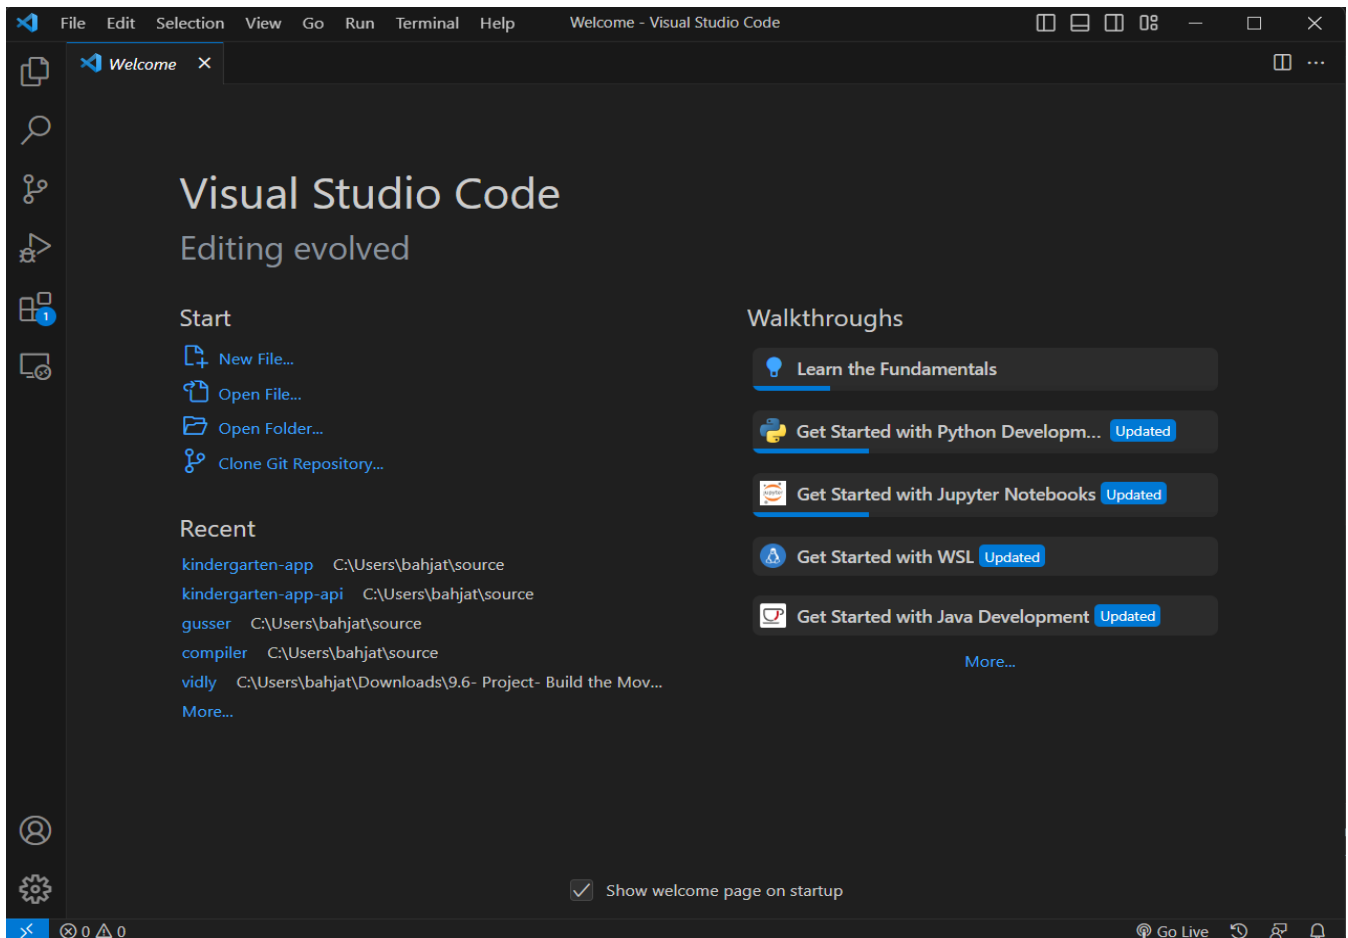 File Edit Selection View Go Run Terminal Help Welcome - Visual Studio Code
Welcome
Visual Studio Code
Editing evolved
Start
New File...
Open File...
Open Folder...
Clone Git Repository...
Recent
kindergarten-app C:\Users\bahjat\source
kindergarten-app-api C:\Users\bahjat\source
gusser C:\Users\bahjat\source
compiler C:\Users\bahjat\source
vidly C:\Users\bahjat\Downloads\9.6- Project- Build the Mov...
More...
Walkthroughs
Learn the Fundamentals
Get Started with Python Developm... Updated
Get Started with Jupyter Notebooks Updated
Get Started with WSL Updated
Get Started with Java Development Updated
More...
1
Show welcome page on startup
0 0 Go Live